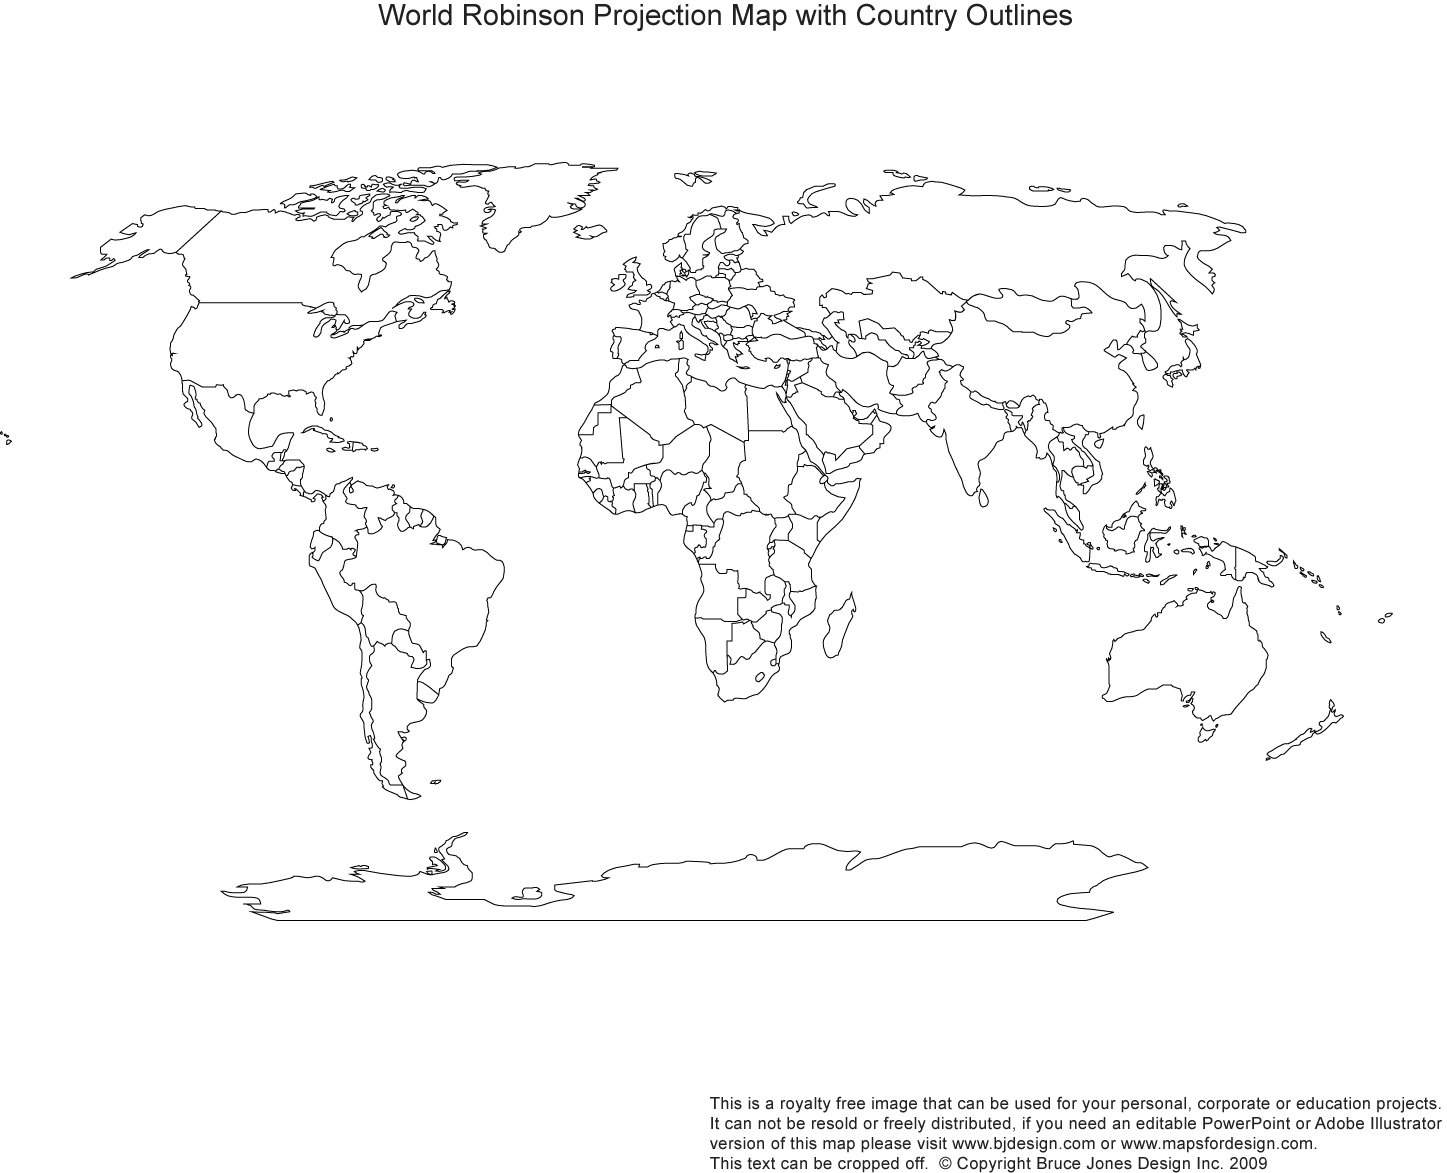 World Robinson Projection Map with Country Outlines
This is a royalty free image that can be used for your personal, corporate or education projects.
It can not be resold or freely distributed, if you need an editable PowerPoint or Adobe Illustrator
version of this map please visit www.bjdesign.com or www.mapsfordesign.com.
This text can be cropped off.  © Copyright Bruce Jones Design Inc. 2009